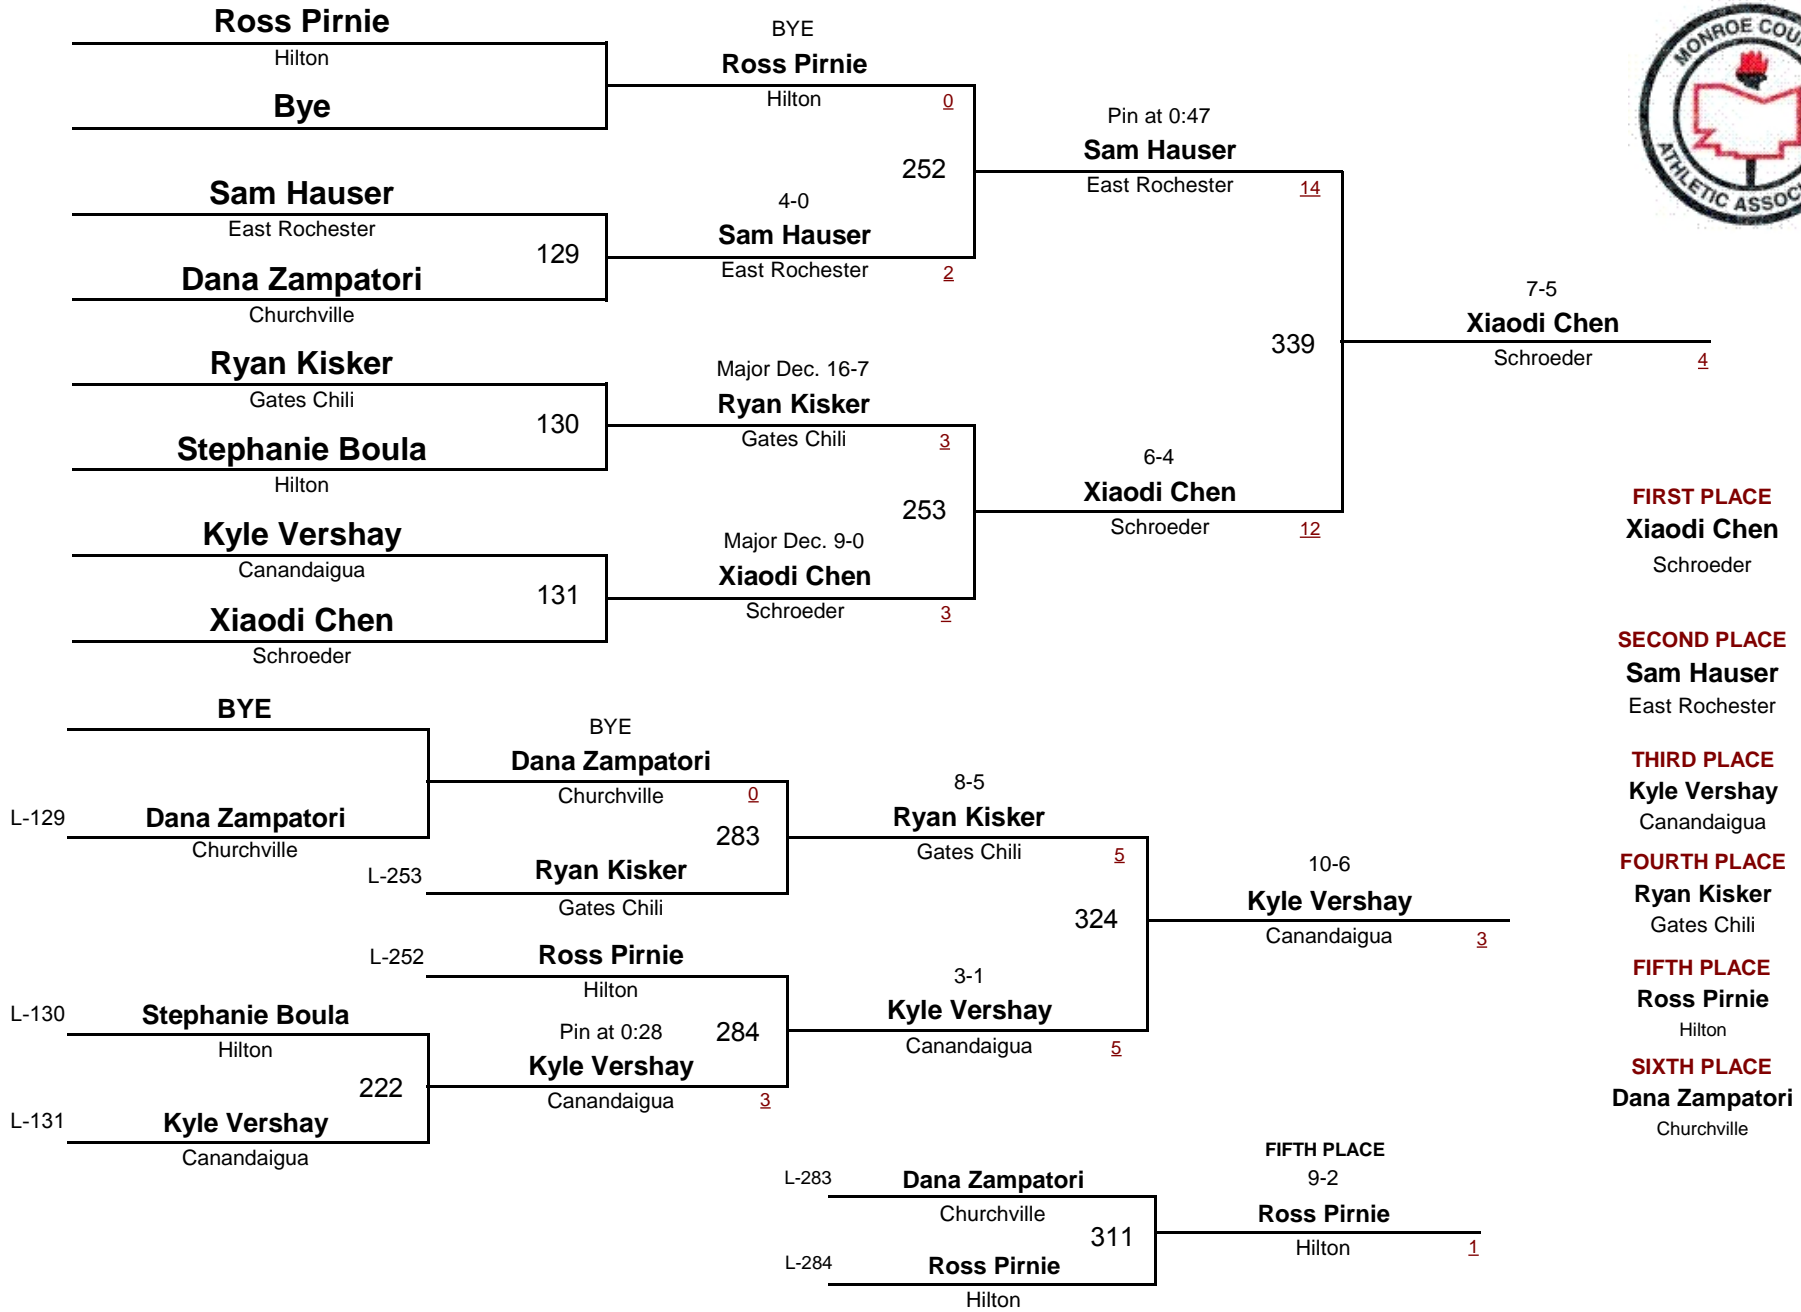 Ross Pirnie
Hilton
Bye
Sam Hauser
East Rochester
129
Dana Zampatori
Churchville
Ryan Kisker
Gates Chili
130
Stephanie Boula
Hilton
Kyle Vershay
Canandaigua
131
Xiaodi Chen
Schroeder
BYE
Ross Pirnie
Hilton
0
252
4-0
Sam Hauser
East Rochester
2
Major Dec. 16-7
Ryan Kisker
Gates Chili
3
253
Major Dec. 9-0
Xiaodi Chen
Schroeder
3
Pin at 0:47
Sam Hauser
East Rochester
14
339
6-4
Xiaodi Chen
Schroeder
12
7-5
Xiaodi Chen
Schroeder
4
MONROE COU
ATHLETIC ASSOC
BYE
L-129
Dana Zampatori
Churchville
L-130
Stephanie Boula
Hilton
222
L-131
Kyle Vershay
Canandaigua
BYE
Dana Zampatori
Churchville
0
283
L-253
Ryan Kisker
Gates Chili
L-252
Ross Pirnie
Hilton
284
Pin at 0:28
Kyle Vershay
Canandaigua
3
8-5
Ryan Kisker
Gates Chili
5
324
3-1
Kyle Vershay
Canandaigua
5
10-6
Kyle Vershay
Canandaigua
3
L-283
Dana Zampatori
Churchville
311
L-284
Ross Pirnie
Hilton
FIFTH PLACE
9-2
Ross Pirnie
Hilton
1
FIRST PLACE
Xiaodi Chen
Schroeder
SECOND PLACE
Sam Hauser
East Rochester
THIRD PLACE
Kyle Vershay
Canandaigua
FOURTH PLACE
Ryan Kisker
Gates Chili
FIFTH PLACE
Ross Pirnie
Hilton
SIXTH PLACE
Dana Zampatori
Churchville